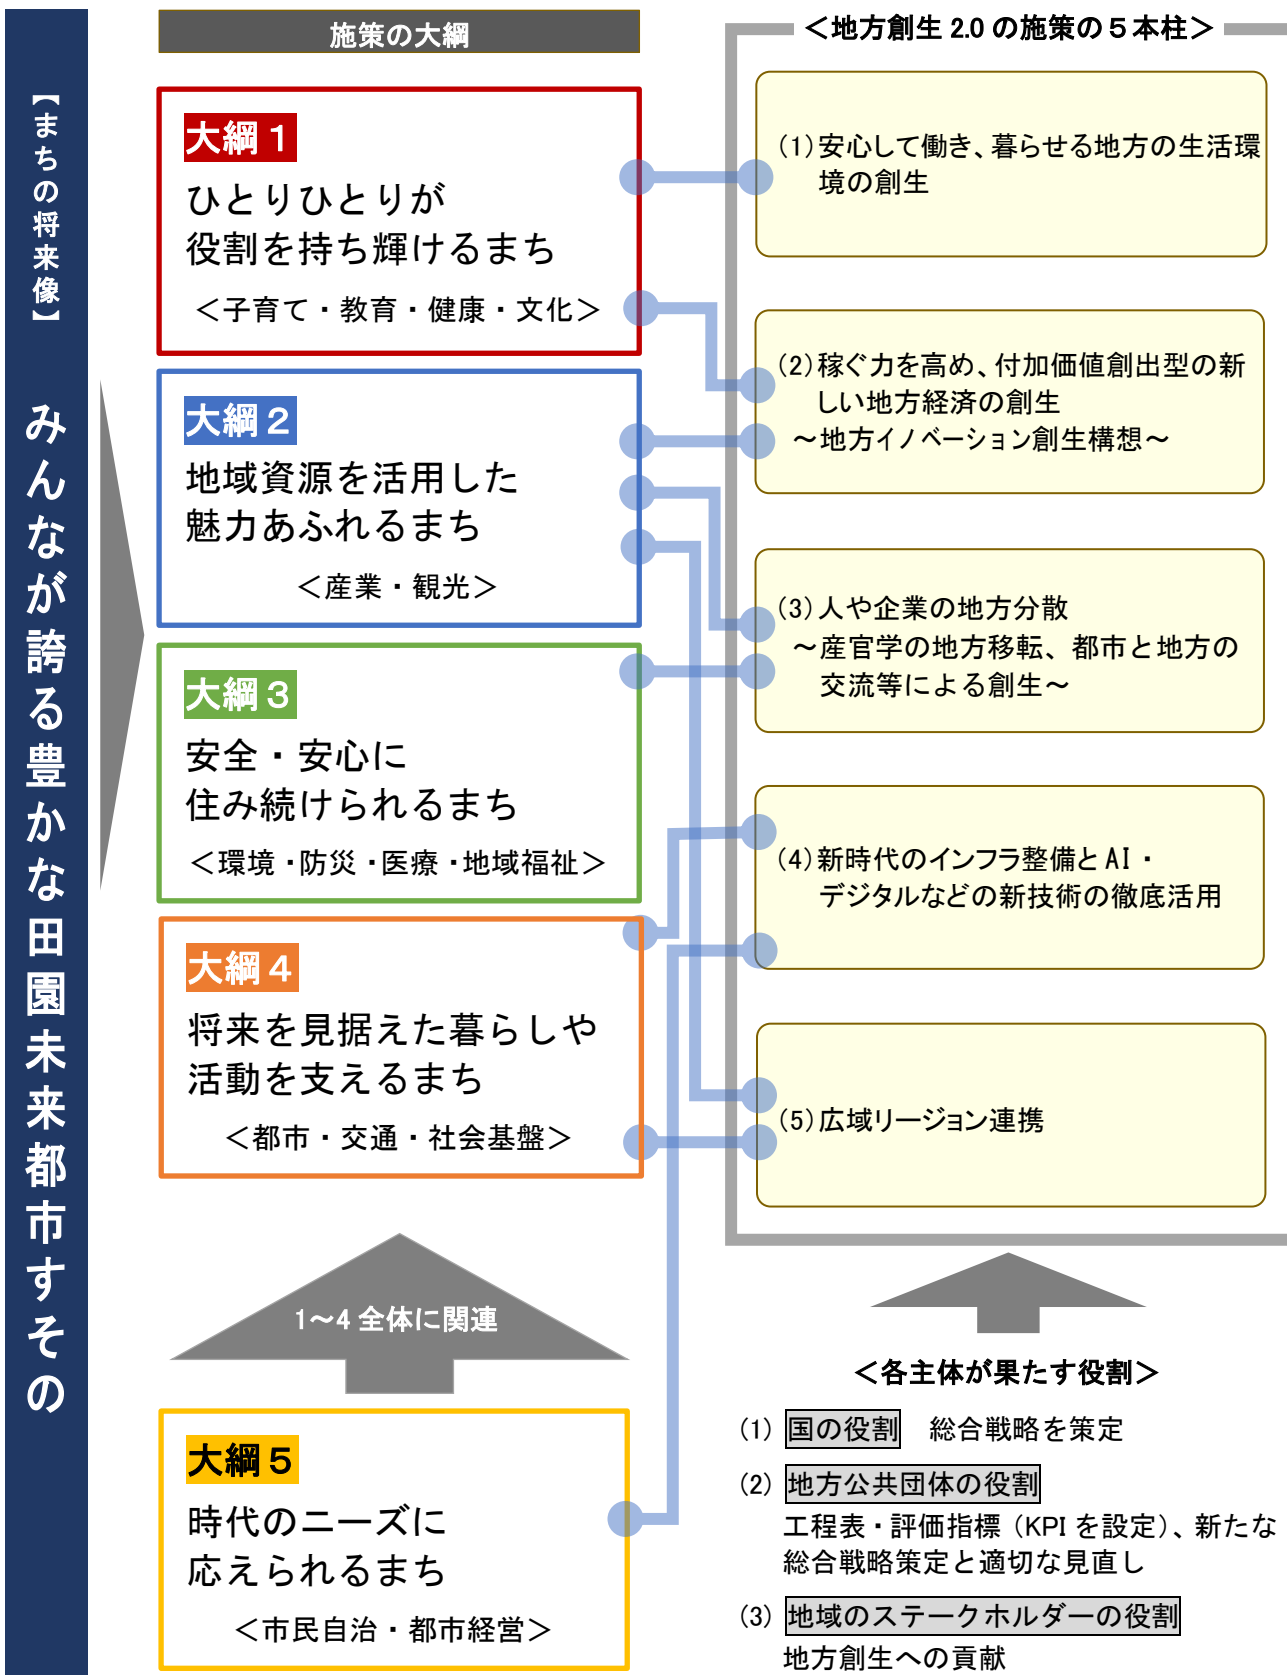 【まちの将来像】 みんなが誇る豊かな田園未来都市すその
施策の大綱
大綱１
ひとりひとりが
役割を持ち輝けるまち
＜子育て・教育・健康・文化＞
大綱２
地域資源を活用した
魅力あふれるまち
＜産業・観光＞
大綱３
安全・安心に
住み続けられるまち
＜環境・防災・医療・地域福祉＞
大綱４
将来を見据えた暮らしや
活動を支えるまち
＜都市・交通・社会基盤＞
1～4 全体に関連
大綱５
時代のニーズに
応えられるまち
＜市民自治・都市経営＞
＜地方創生 2.0 の施策の５本柱＞
(1)安心して働き、暮らせる地方の生活環
境の創生
(2)稼ぐ力を高め、付加価値創出型の新
しい地方経済の創生
～地方イノベーション創生構想～
(3)人や企業の地方分散
～産官学の地方移転、都市と地方の
交流等による創生～
(4)新時代のインフラ整備と AI・
デジタルなどの新技術の徹底活用
(5)広域リージョン連携
＜各主体が果たす役割＞
(1) 国の役割　総合戦略を策定
(2) 地方公共団体の役割
工程表・評価指標（KPI を設定）、新たな
総合戦略策定と適切な見直し
(3) 地域のステークホルダーの役割
地方創生への貢献